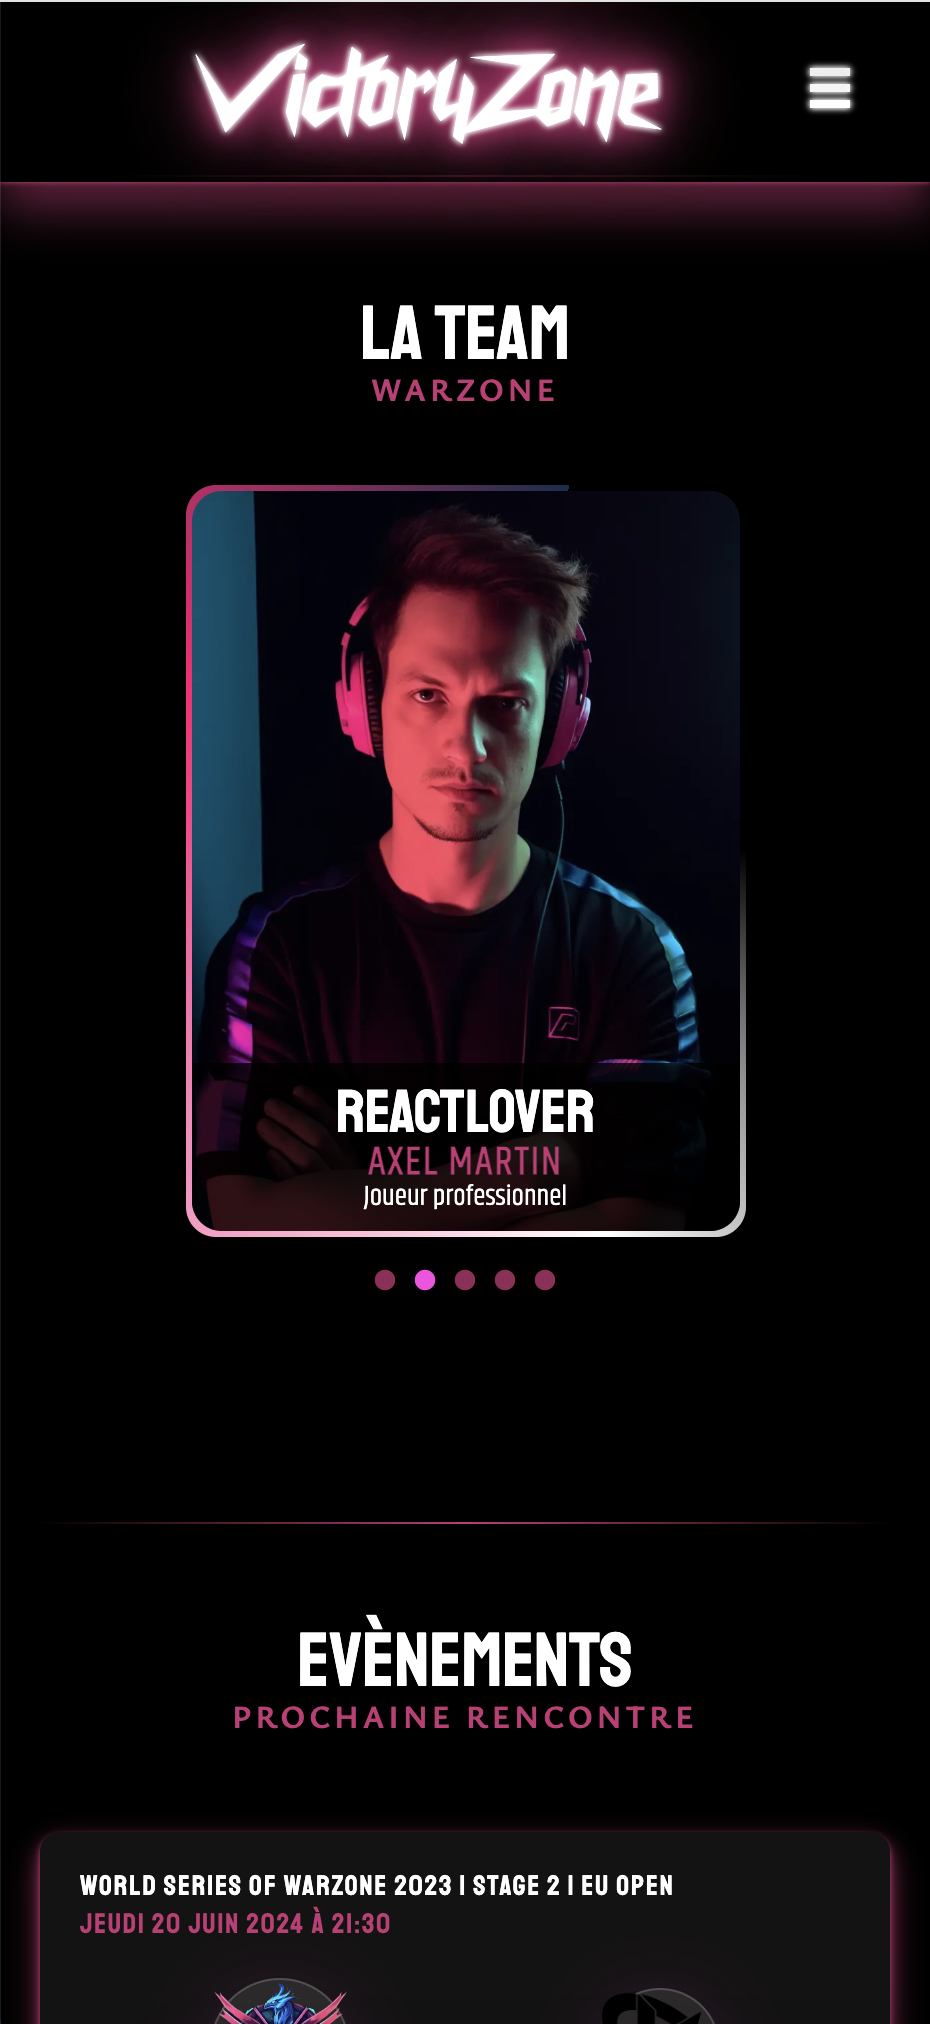 VictoryZone
LA TEAM
WARZONE
REACTLOVER
AXEL MARTIN
Joueur professionnel
EVÈNEMENTS
PROCHAINE RENCONTRE
WORLD SERIES OF WARZONE 2023 | STAGE 2 | EU OPEN
JEUDI 20 JUIN 2024 À 21:30